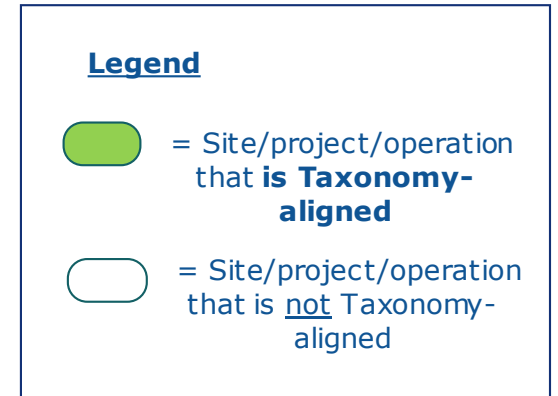 Legend
= Site/project/operation
that is Taxonomy-
aligned
= Site/project/operation
that is not Taxonomy-
aligned